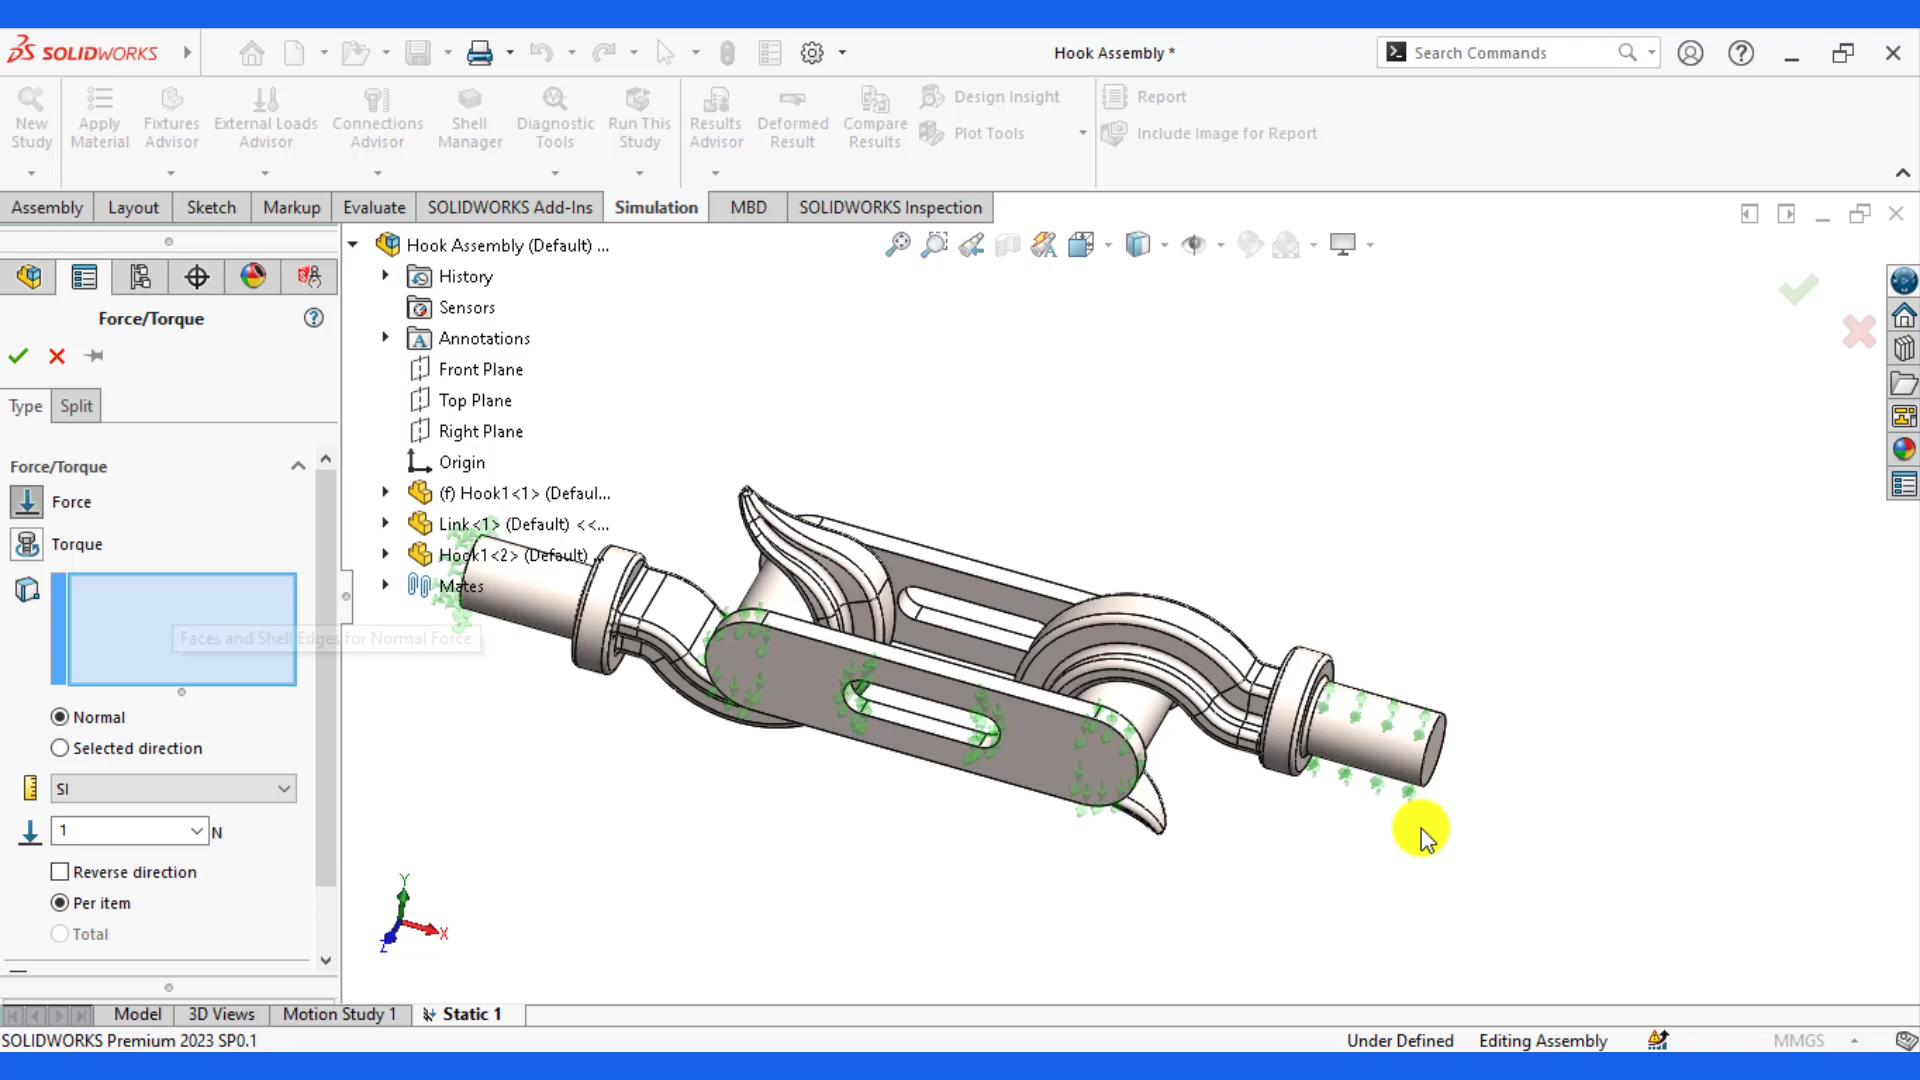 SOLIDWORKS
Hook Assembly *
Search Commands
New Study
Apply Material
Fixtures Advisor
External Loads Advisor
Connections Advisor
Shell Manager
Diagnostic Tools
Run This Study
Results Advisor
Deformed Result
Compare Results
Design Insight
Plot Tools
Report
Include Image for Report
Assembly
Layout
Sketch
Markup
Evaluate
SOLIDWORKS Add-Ins
Simulation
MBD
SOLIDWORKS Inspection
Force/Torque
Type
Split
Force/Torque
Force
Torque
Faces and Shell Edges for Normal Force
Normal
Selected direction
SI
1
N
Reverse direction
Per item
Total
Hook Assembly (Default) ...
History
Sensors
Annotations
Front Plane
Top Plane
Right Plane
Origin
(f) Hook1<1> (Defaul...
Link<1> (Default) <<...
Hook1<2> (Default) ...
Mates
Y
X
Z
Model
3D Views
Motion Study 1
Static 1
SOLIDWORKS Premium 2023 SP0.1
Under Defined
Editing Assembly
MMGS